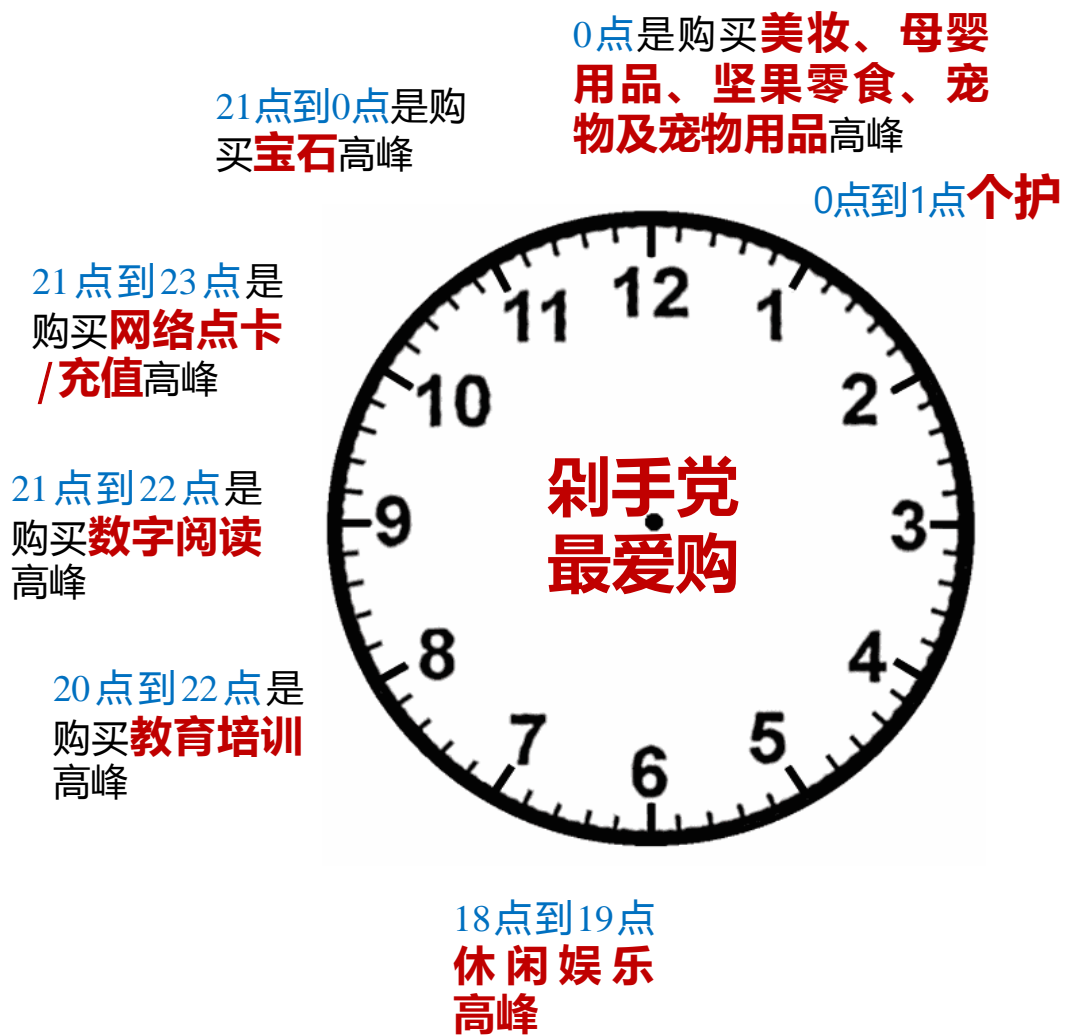 0点是购买美妆、母婴
用品、坚果零食、宠
物及宠物用品高峰
21点到0点是购
买宝石高峰
0点到1点个护
21点到23点是
购买网络点卡
/充值高峰
12
11
1
10
2
剁手党
最爱购
21点到22点是
购买数字阅读
高峰
9
3
8
4
20点到22点是
购买教育培训
高峰
7
5
6
18点到19点
休闲娱乐
高峰